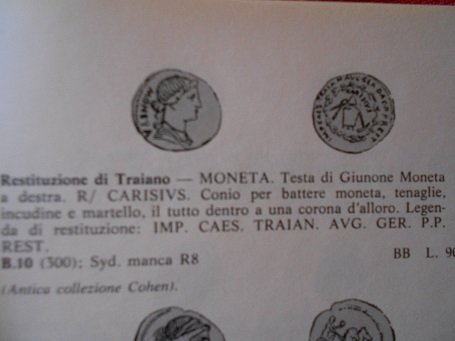 MONETA
Restituzione di Traiano — MONETA. Testa di Giunone Moneta
a destra. R/ CARISIVS. Conio per battere moneta, tenaglie,
incudine e martello, il tutto dentro a una corona d'alloro. Legen-
da di restituzione: IMP. CAES. TRAIAN. AVG. GER. P.P.
REST.
B.10 (300); Syd. manca R8 BB L. 90
(Antica collezione Cohen).